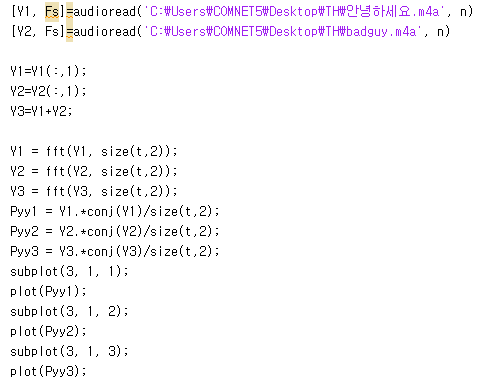 [Y1, Fs]=audioread('C:₩Users₩COMNET5₩Desktop₩TH₩안녕하세요.m4a', n)
[Y2, Fs]=audioread('C:₩Users₩COMNET5₩Desktop₩TH₩badguy.m4a', n)
Y1=Y1(:,1);
Y2=Y2(:,1);
Y3=Y1+Y2;
Y1 = fft(Y1, size(t,2));
Y2 = fft(Y2, size(t,2));
Y3 = fft(Y3, size(t,2));
Pyy1 = Y1.*conj(Y1)/size(t,2);
Pyy2 = Y2.*conj(Y2)/size(t,2);
Pyy3 = Y3.*conj(Y3)/size(t,2);
subplot(3, 1, 1);
plot(Pyy1);
subplot(3, 1, 2);
plot(Pyy2);
subplot(3, 1, 3);
plot(Pyy3);